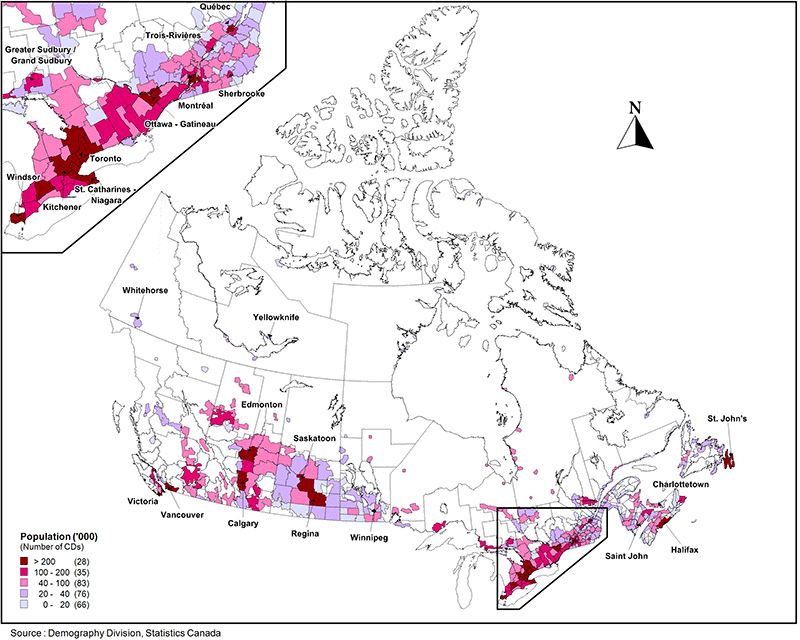 Québec
Trois-Rivières
Greater Sudbury /
Grand Sudbury
Sherbrooke
Montréal
Ottawa - Gatineau
Toronto
Windsor
St. Catharines -
Niagara
Kitchener
N
Whitehorse
Yellowknife
Edmonton
Saskatoon
St. John's
Charlottetown
Victoria
Vancouver
Calgary
Regina
Winnipeg
Saint John
Halifax
Population ('000)
(Number of CDs)
> 200 (28)
100 - 200 (35)
40 - 100 (83)
20 - 40 (76)
0 - 20 (66)
Source : Demography Division, Statistics Canada